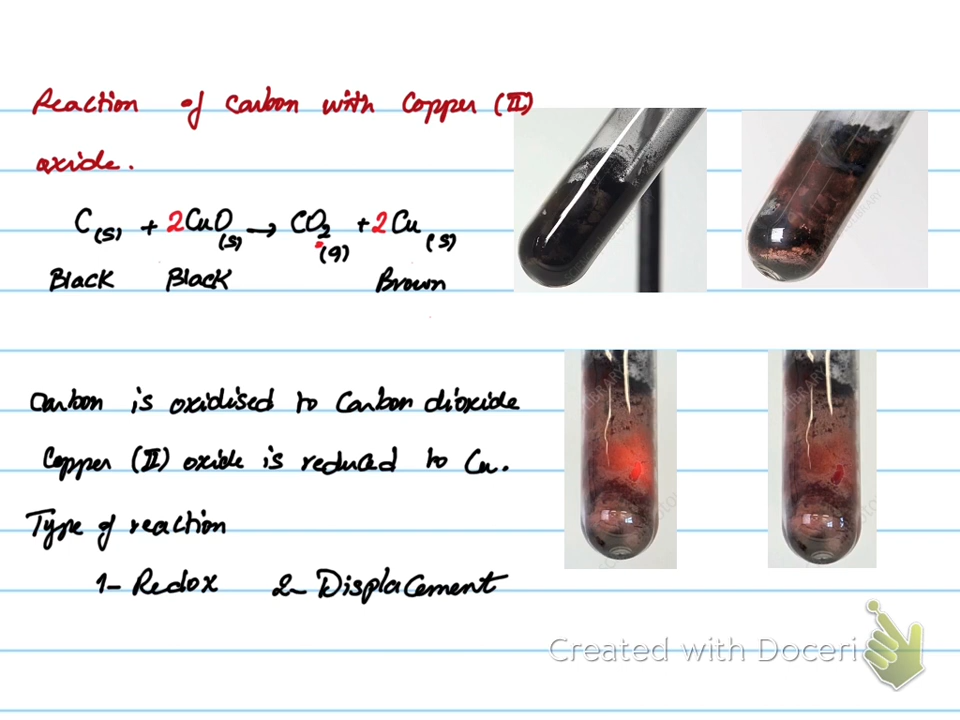 Reaction of Carbon with Copper (II)
oxide.
C(s) + 2CuO(s) → CO2(g) + 2Cu(s)
Black Black Brown
Carbon is oxidised to Carbon dioxide
Copper (II) oxide is reduced to Cu.
Type of reaction
1- Redox 2- Displacement
LIBRARY
Created with Doceri